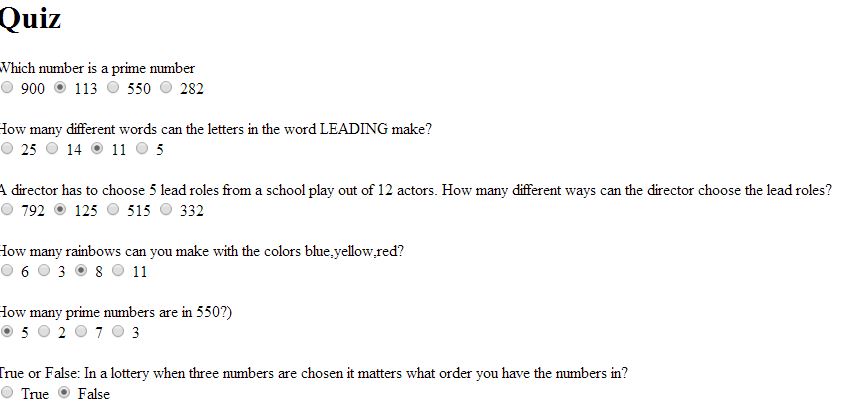 Quiz
Which number is a prime number
900 113 550 282
How many different words can the letters in the word LEADING make?
25 14 11 5
A director has to choose 5 lead roles from a school play out of 12 actors. How many different ways can the director choose the lead roles?
792 125 515 332
How many rainbows can you make with the colors blue,yellow,red?
6 3 8 11
How many prime numbers are in 550?)
5 2 7 3
True or False: In a lottery when three numbers are chosen it matters what order you have the numbers in?
True False